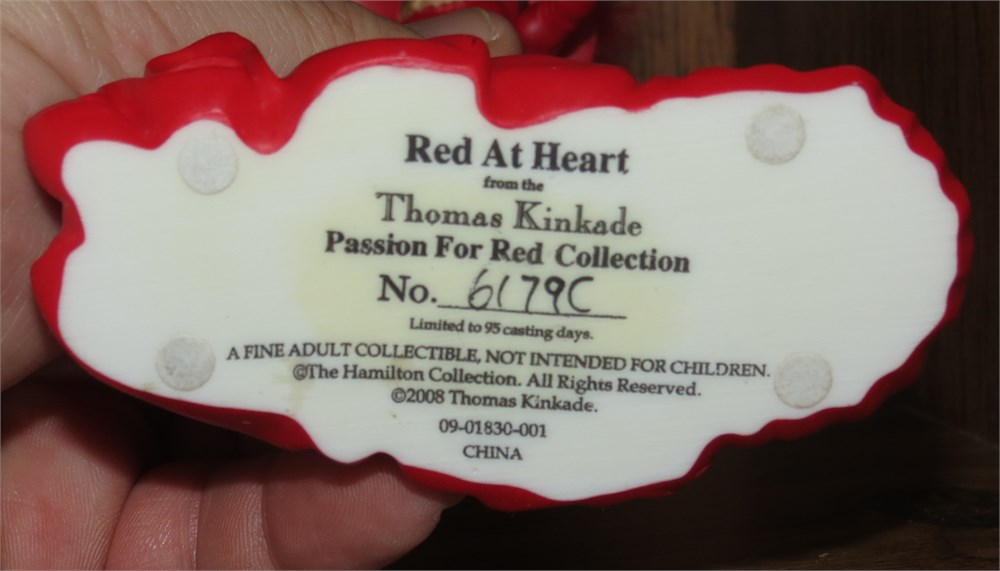 Red At Heart
from the
Thomas Kinkade
Passion For Red Collection
No. 6179C
Limited to 95 casting days.
A FINE ADULT COLLECTIBLE, NOT INTENDED FOR CHILDREN.
©The Hamilton Collection. All Rights Reserved.
©2008 Thomas Kinkade.
09-01830-001
CHINA